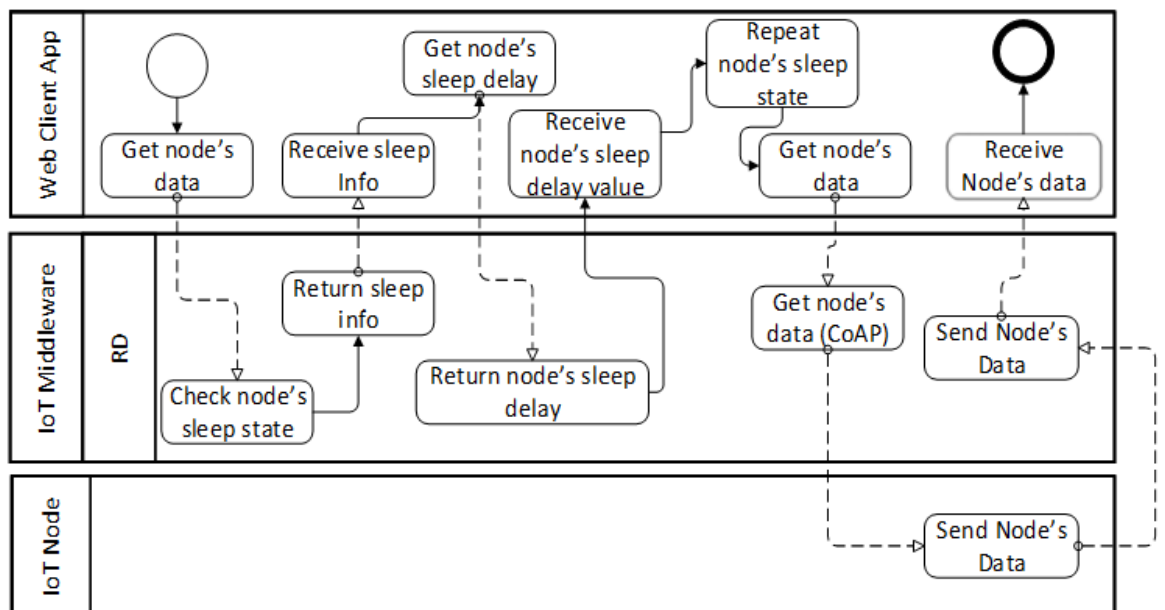 Web Client App
Get node's
data
Receive sleep
Info
Get node's
sleep delay
Receive
node's sleep
delay value
Repeat
node's sleep
state
Get node's
data
Receive
Node's data
IoT Middleware
RD
Check node's
sleep state
Return sleep
info
Return node's sleep
delay
Get node's
data (CoAP)
Send Node's
Data
IoT Node
Send Node's
Data